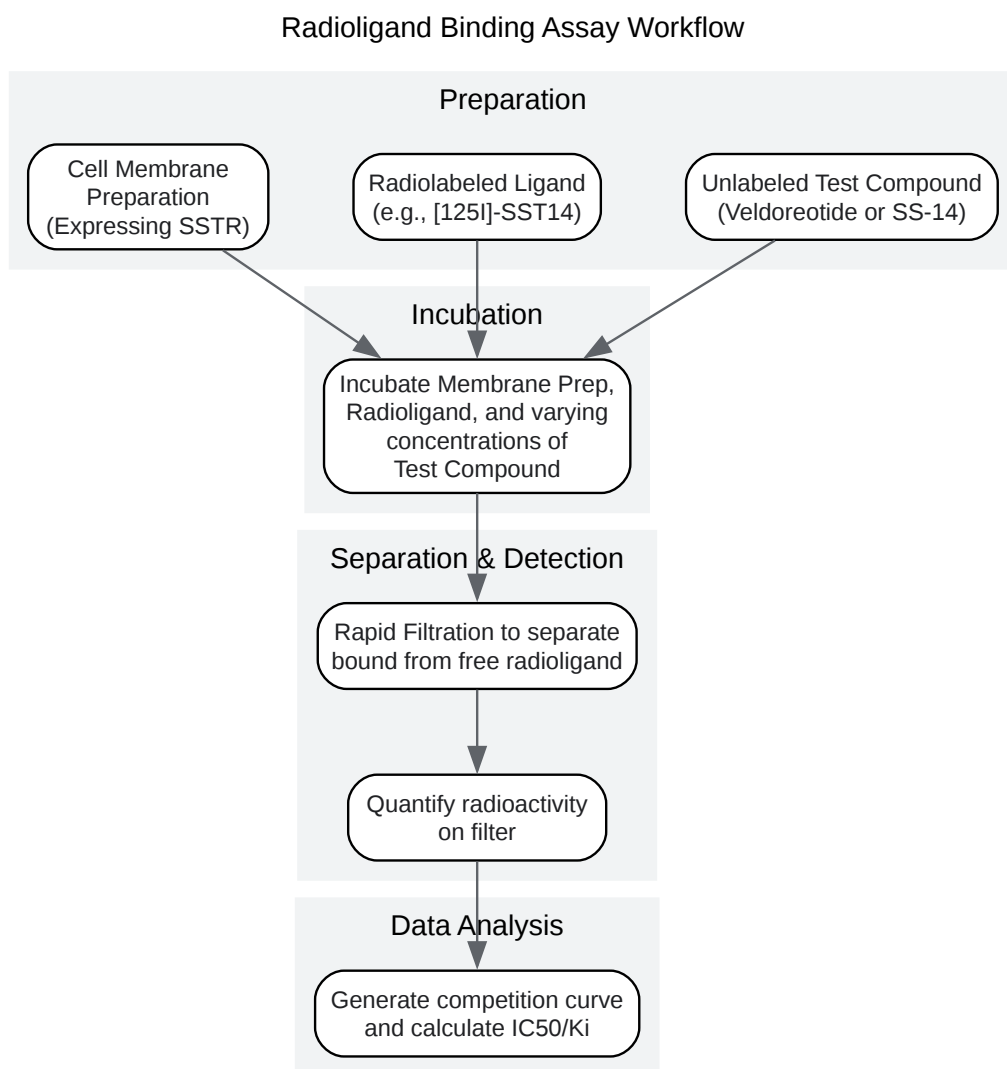 Radioligand Binding Assay Workflow
Preparation
Cell Membrane
Preparation
(Expressing SSTR)
Radiolabeled Ligand
(e.g., [125I]-SST14)
Unlabeled Test Compound
(Veldoreotide or SS-14)
Incubation
Incubate Membrane Prep,
Radioligand, and varying
concentrations of
Test Compound
Separation & Detection
Rapid Filtration to separate
bound from free radioligand
Quantify radioactivity
on filter
Data Analysis
Generate competition curve
and calculate IC50/Ki